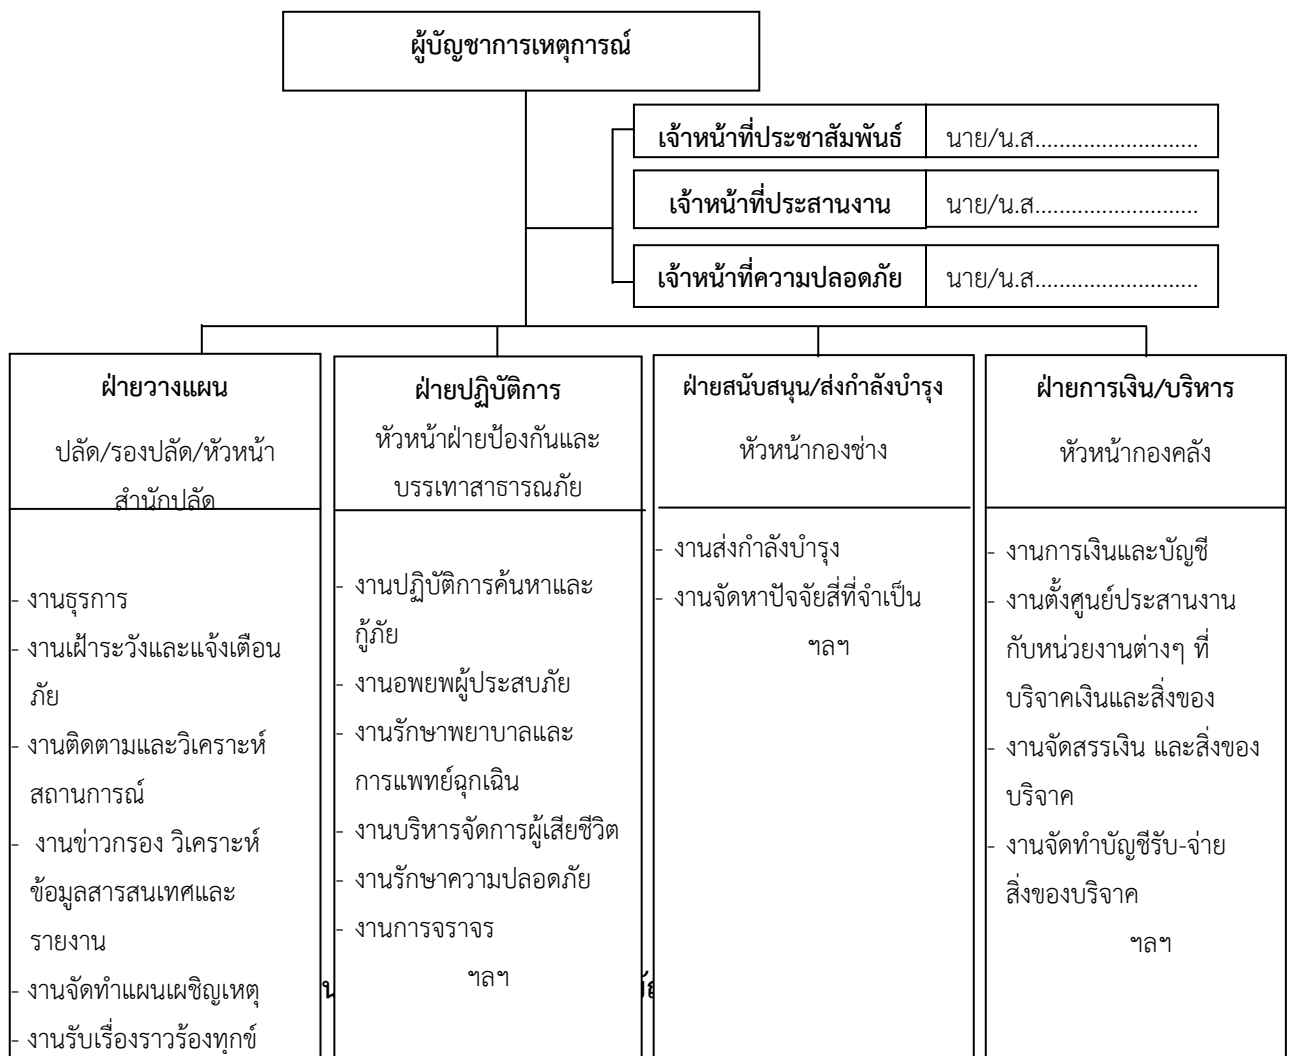 ผู้บัญชาการเหตุการณ์
เจ้าหน้าที่ประชาสัมพันธ์ นาย/น.ส...........................
เจ้าหน้าที่ประสานงาน นาย/น.ส...........................
เจ้าหน้าที่ความปลอดภัย นาย/น.ส...........................
ฝ่ายวางแผน
ปลัด/รองปลัด/หัวหน้า
สำนักปลัด
- งานธุรการ
- งานเฝ้าระวังและแจ้งเตือน
ภัย
- งานติดตามและวิเคราะห์
สถานการณ์
- งานข่าวกรอง วิเคราะห์
ข้อมูลสารสนเทศและ
รายงาน
- งานจัดทำแผนเผชิญเหตุ
- งานรับเรื่องราวร้องทุกข์
ฝ่ายปฏิบัติการ
หัวหน้าฝ่ายป้องกันและ
บรรเทาสาธารณภัย
- งานปฏิบัติการค้นหาและ
กู้ภัย
- งานอพยพผู้ประสบภัย
- งานรักษาพยาบาลและ
การแพทย์ฉุกเฉิน
- งานบริหารจัดการผู้เสียชีวิต
- งานรักษาความปลอดภัย
- งานการจราจร
ฯลฯ
ฝ่ายสนับสนุน/ส่งกำลังบำรุง
หัวหน้ากองช่าง
- งานส่งกำลังบำรุง
- งานจัดหาปัจจัยสี่ที่จำเป็น
ฯลฯ
ฝ่ายการเงิน/บริหาร
หัวหน้ากองคลัง
- งานการเงินและบัญชี
- งานตั้งศูนย์ประสานงาน
กับหน่วยงานต่างๆ ที่
บริจาคเงินและสิ่งของ
- งานจัดสรรเงิน และสิ่งของ
บริจาค
- งานจัดทำบัญชีรับ-จ่าย
สิ่งของบริจาค
ฯลฯ